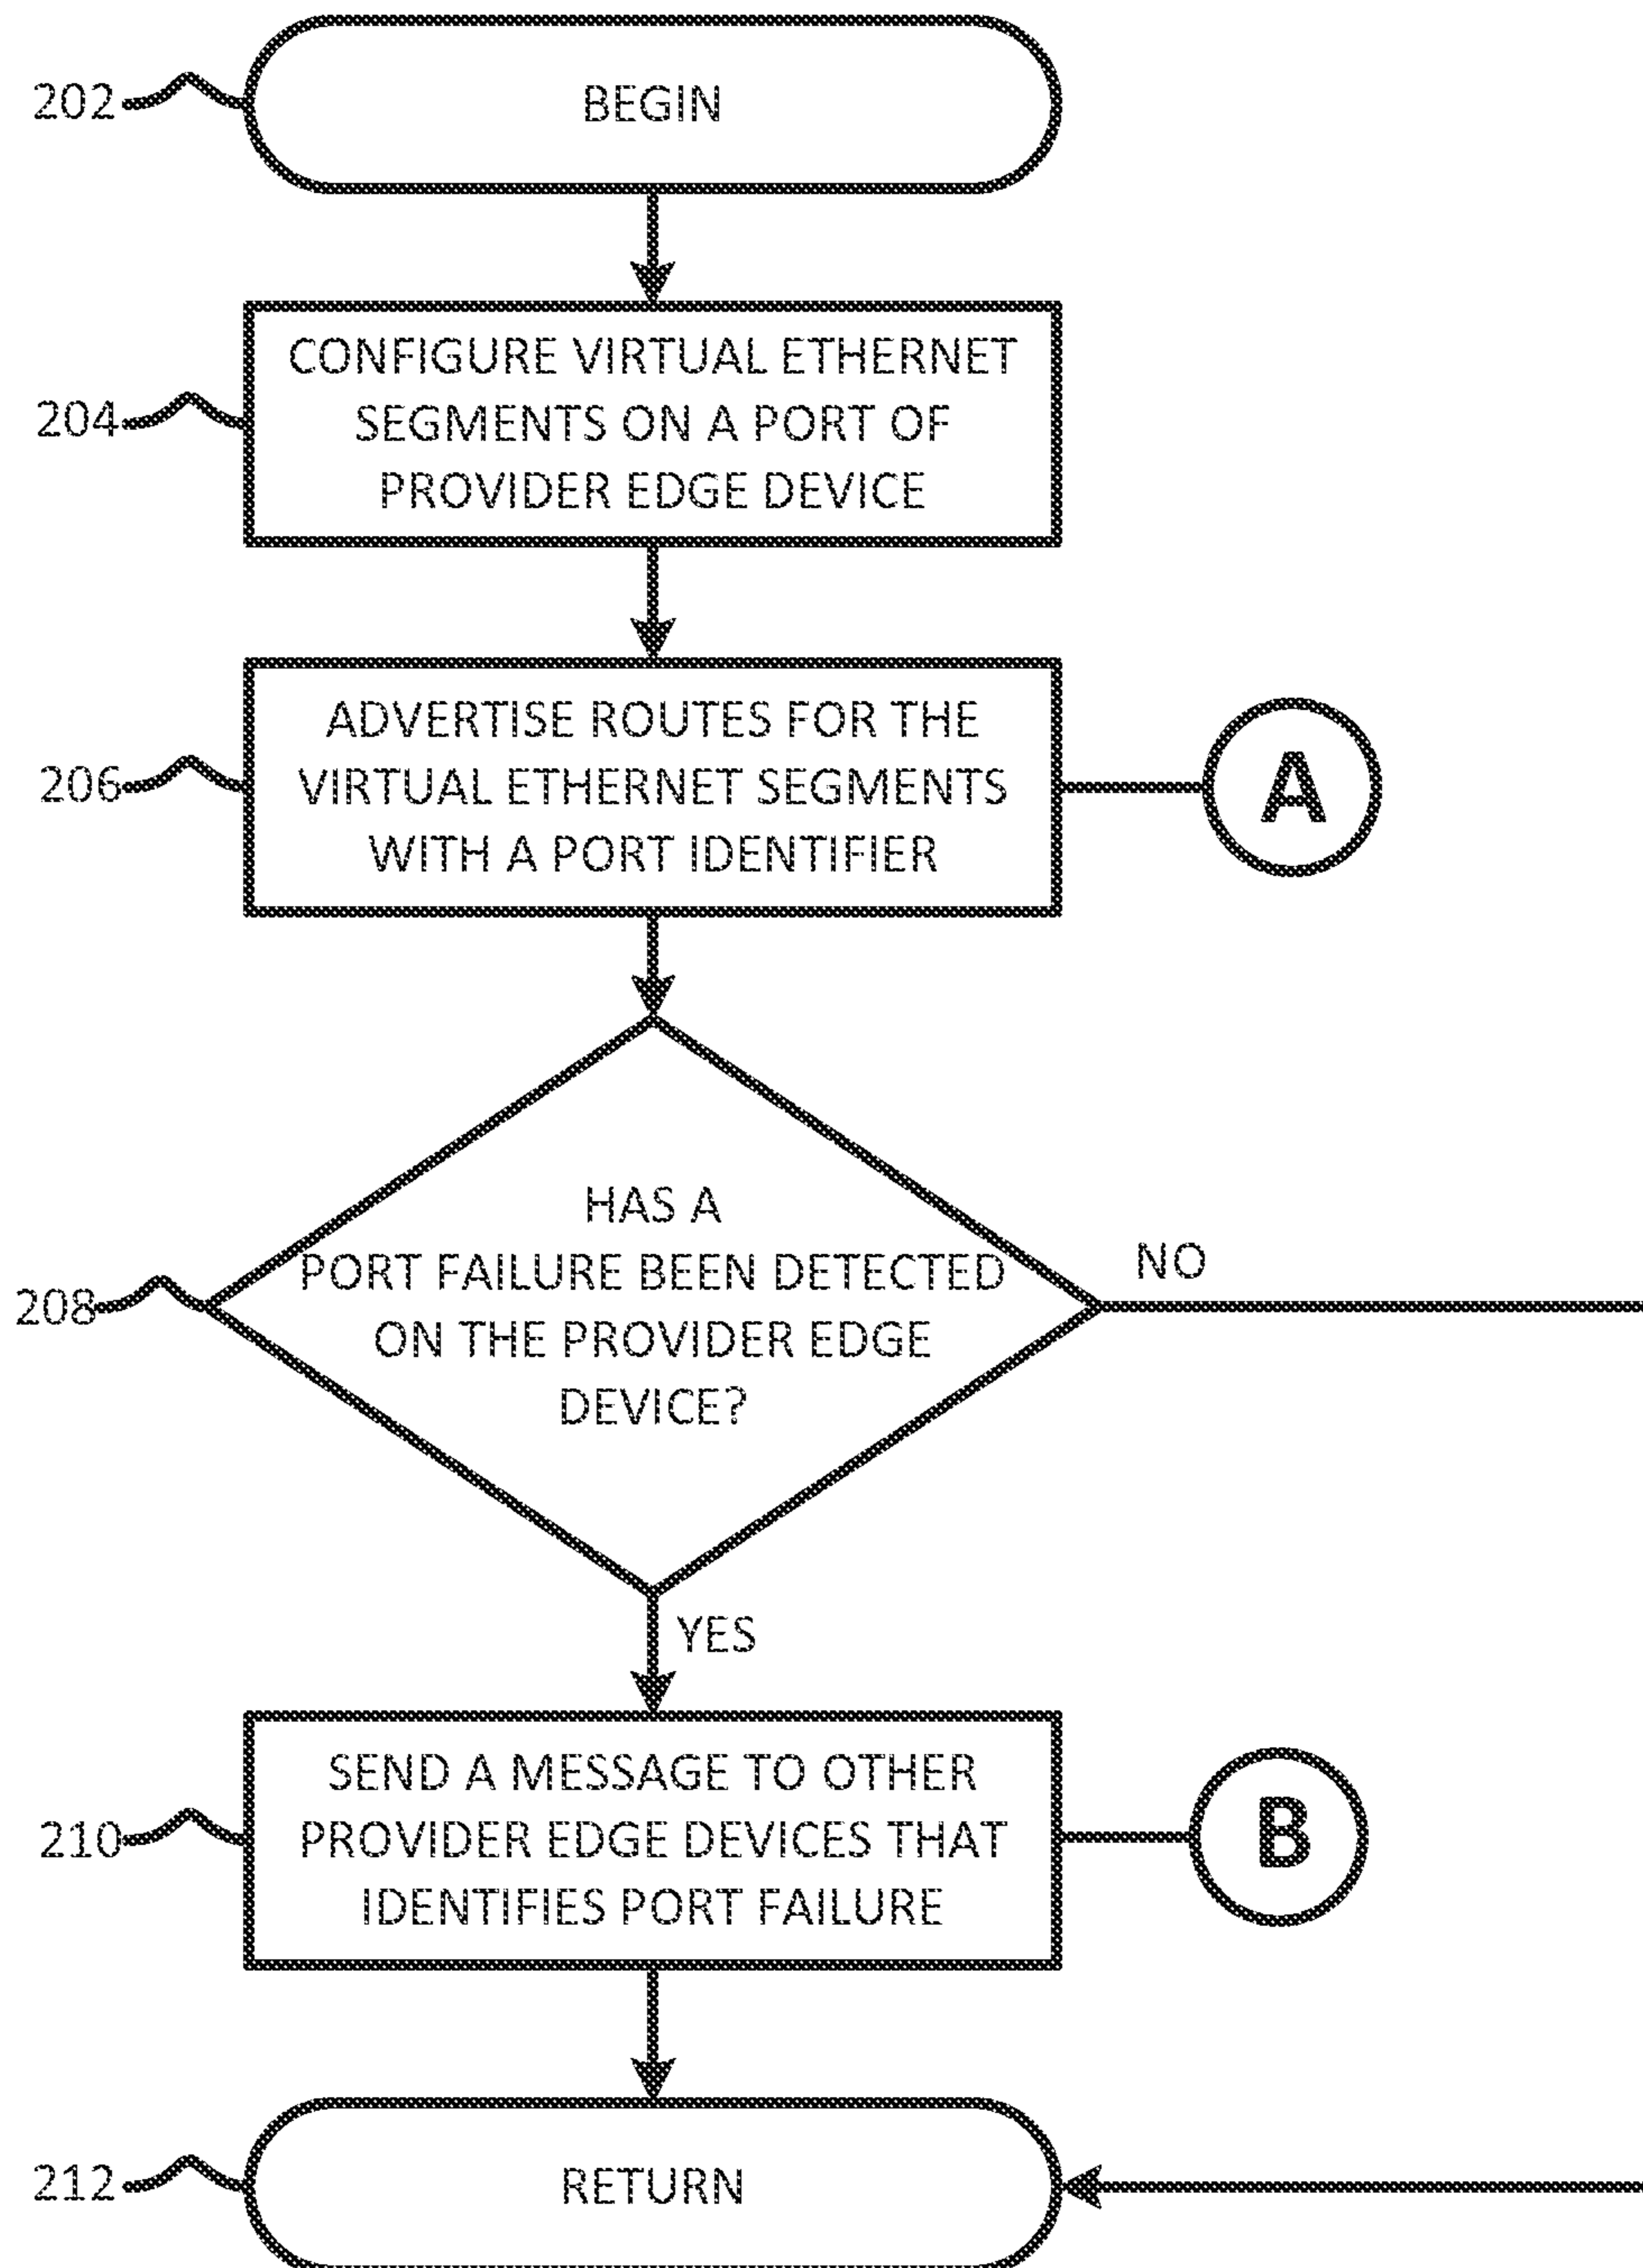 202
BEGIN
204
CONFIGURE VIRTUAL ETHERNET
SEGMENTS ON A PORT OF
PROVIDER EDGE DEVICE
206
ADVERTISE ROUTES FOR THE
VIRTUAL ETHERNET SEGMENTS
WITH A PORT IDENTIFIER
A
208
HAS A
PORT FAILURE BEEN DETECTED
ON THE PROVIDER EDGE
DEVICE?
NO
YES
210
SEND A MESSAGE TO OTHER
PROVIDER EDGE DEVICES THAT
IDENTIFIES PORT FAILURE
B
212
RETURN